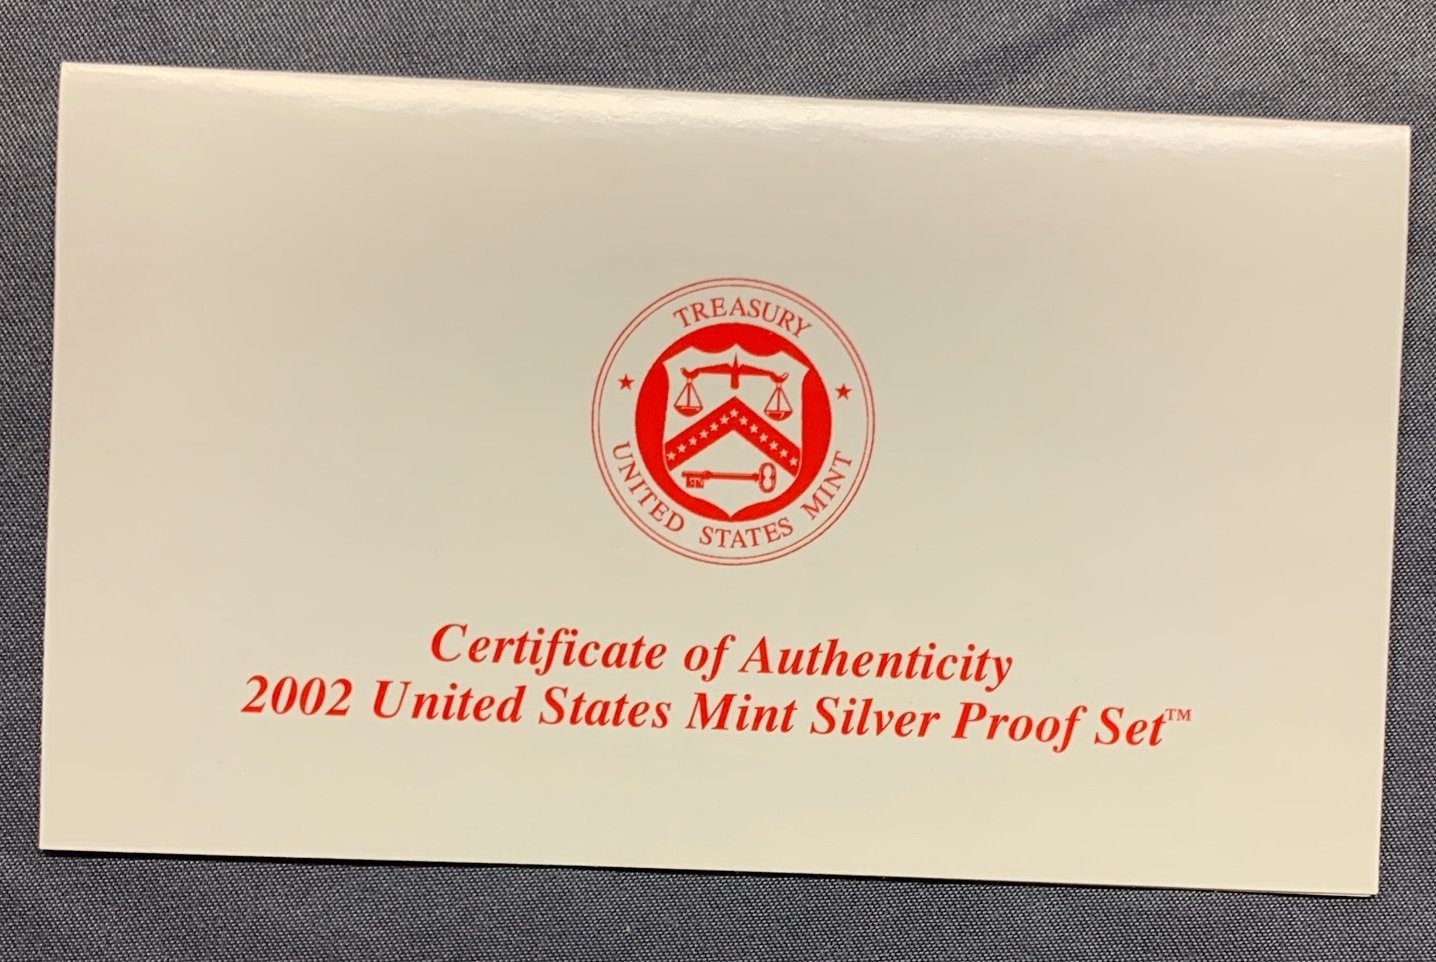 TREASURY
UNITED STATES MINT
Certificate of Authenticity
2002 United States Mint Silver Proof Set™